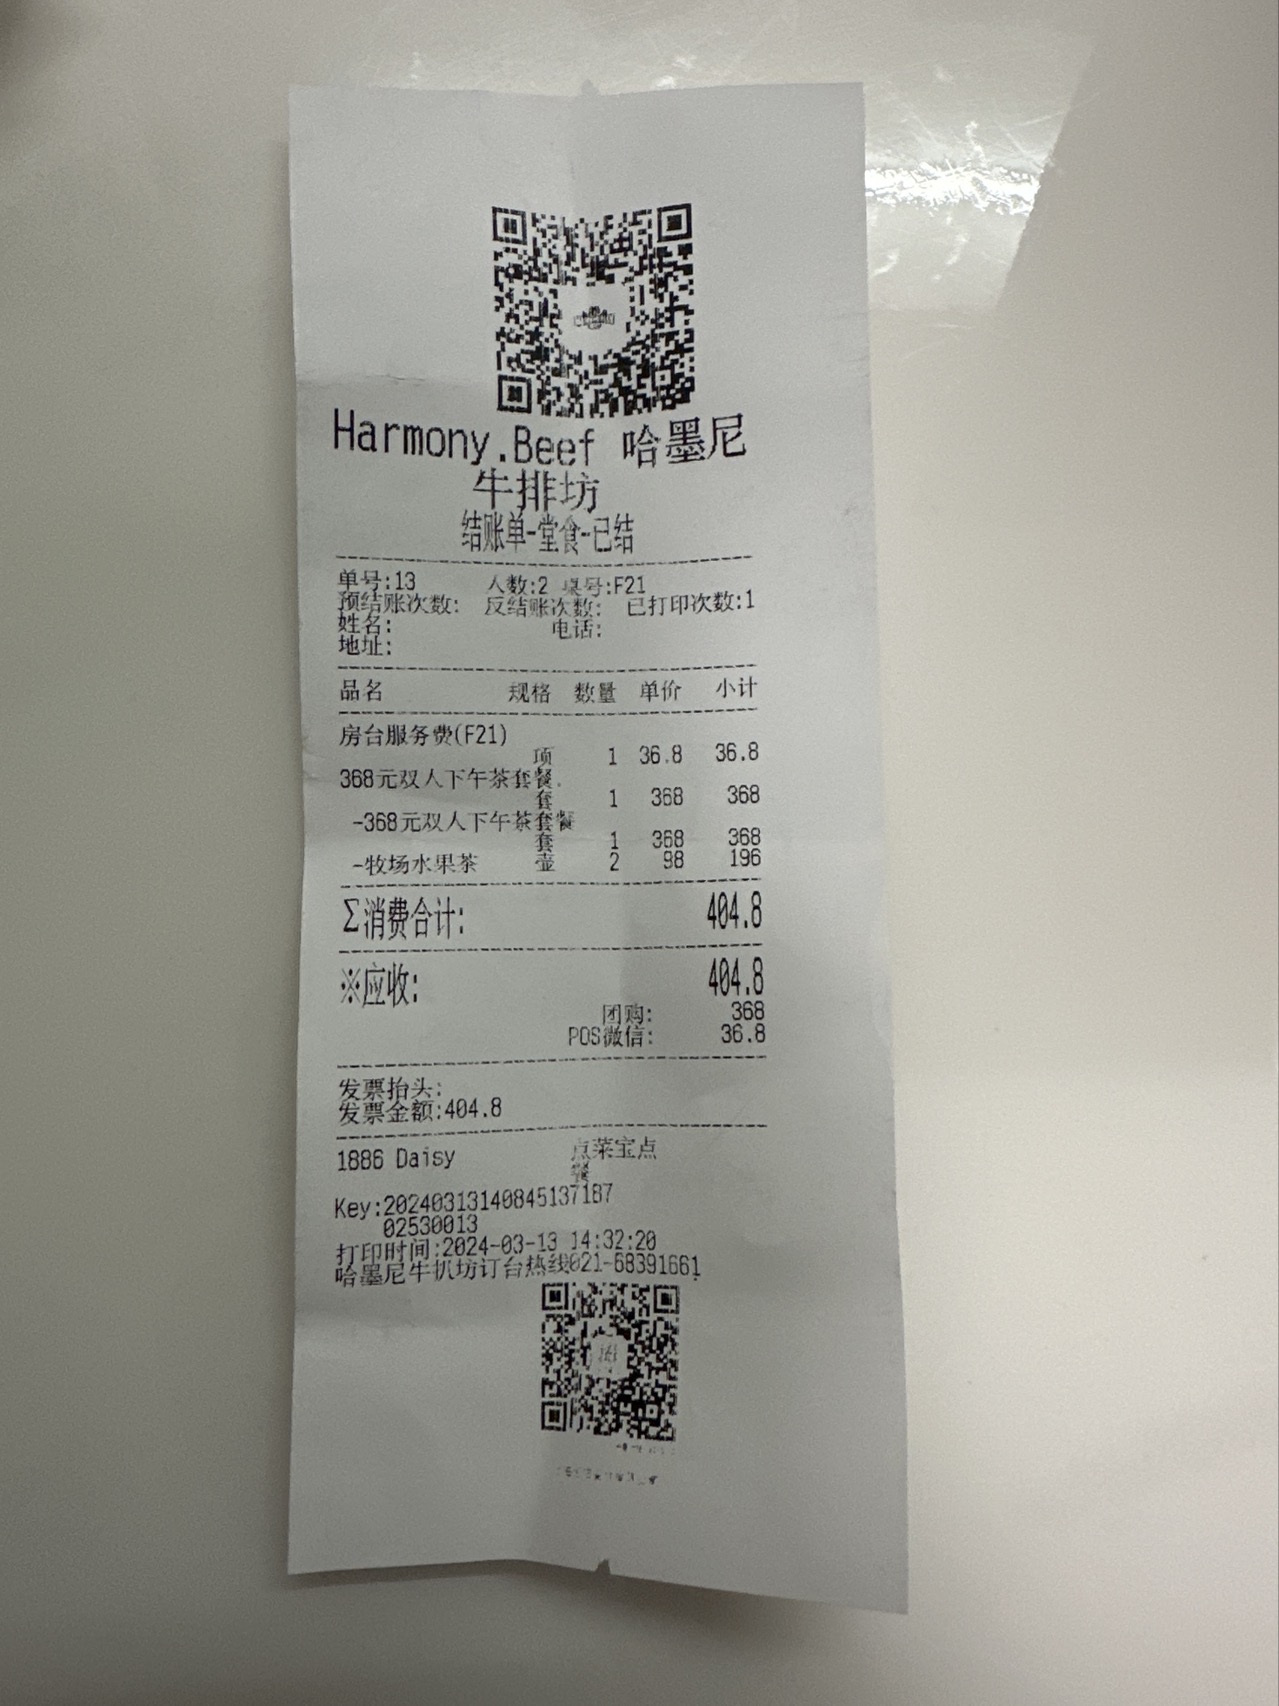 Harmony.Beef 哈墨尼
牛排坊
结账单-堂食-已结
单号:13 人数:2 桌号:F21
预结账次数: 反结账次数: 已打印次数:1
姓名: 电话:
地址:
品名 规格 数量 单价 小计
房台服务费(F21)
项 1 36.8 36.8
368元双人下午茶套餐.
套 1 368 368
-368元双人下午茶套餐
套 1 368 368
-牧场水果茶 壶 2 98 196
Σ消费合计: 404.8
※应收: 404.8
团购: 368
POS微信: 36.8
发票抬头:
发票金额:404.8
1886 Daisy 点菜宝点
餐
Key:20240313140845137187
02530013
打印时间:2024-03-13 14:32:20
哈墨尼牛扒坊订台热线021-68391661